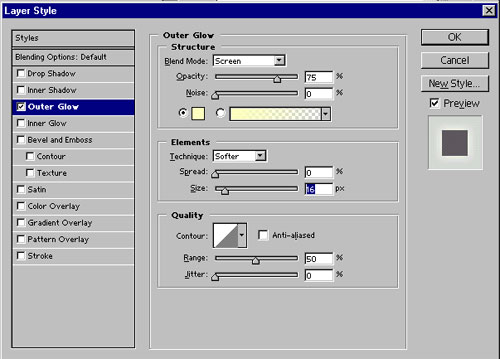 Layer Style
Styles
Blending Options: Default
Drop Shadow
Inner Shadow
Outer Glow
Inner Glow
Bevel and Emboss
Contour
Texture
Satin
Color Overlay
Gradient Overlay
Pattern Overlay
Stroke
Outer Glow
Structure
Blend Mode: Screen
Opacity: 75 %
Noise: 0 %
Elements
Technique: Softer
Spread: 0 %
Size: 16 px
Quality
Contour: Anti-aliased
Range: 50 %
Jitter: 0 %
OK
Cancel
New Style...
Preview